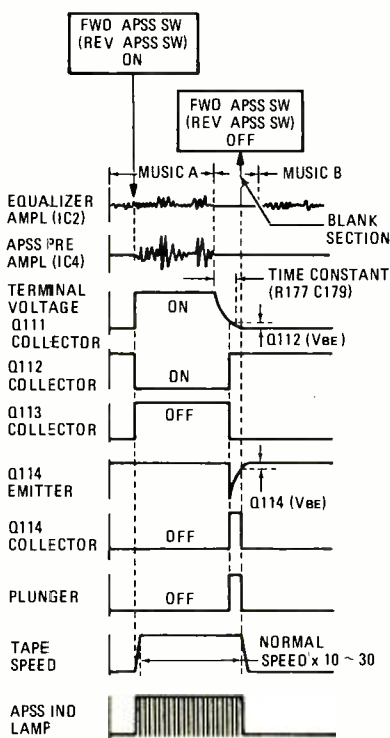 FWD APSS SW
(REV APSS SW)
ON
FWD APSS SW
(REV APSS SW)
OFF
MUSIC A
MUSIC B
EQUALIZER
AMPL (IC2)
BLANK
SECTION
APSS PRE
AMPL (IC4)
TIME CONSTANT
(R177 C179)
TERMINAL
VOLTAGE
Q111
COLLECTOR
ON
Q112 (VBE)
Q112
COLLECTOR
ON
Q113
COLLECTOR
OFF
Q114
EMITTER
Q114 (VBE)
Q114
COLLECTOR
OFF
PLUNGER
OFF
TAPE
SPEED
NORMAL
SPEED x 10 ~ 30
APSS IND
LAMP